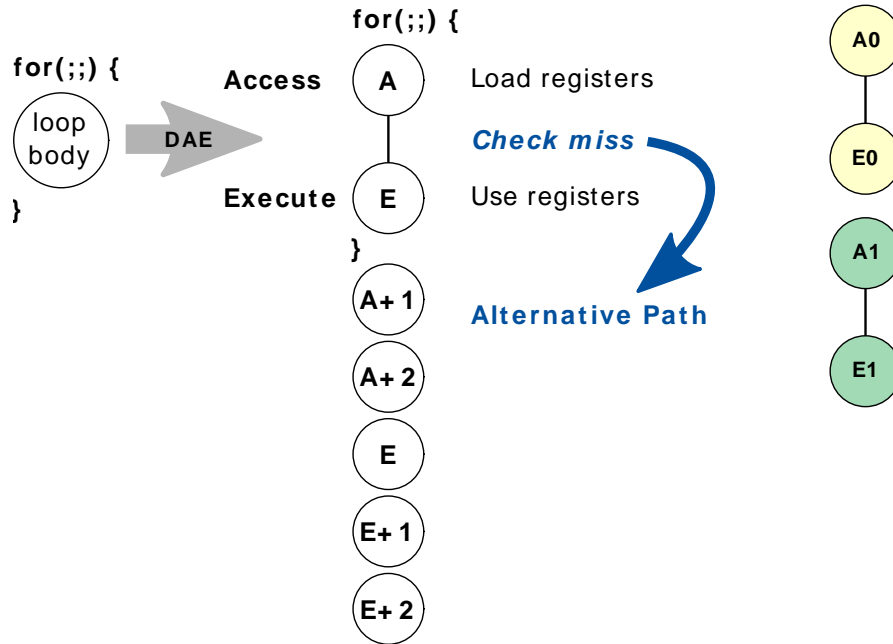 for(;;) {
loop
body
}
DAE
for(;;) {
Access
A
Load registers
Check miss
Execute
E
Use registers
}
A+1
Alternative Path
A+2
E
E+1
E+2
A0
E0
A1
E1